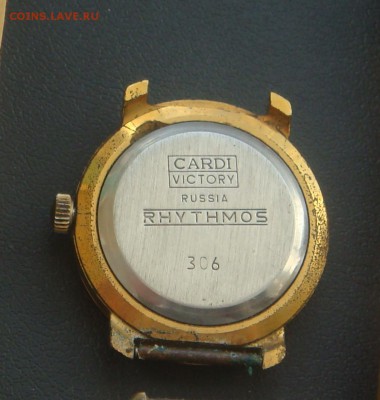 COINS.LAVE.RU
CARDI
VICTORY
RUSSIA
RHYTHMOS
306